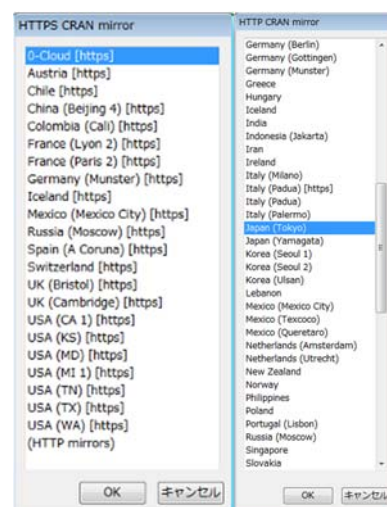 HTTPS CRAN mirror
0-Cloud [https]
Austria [https]
Chile [https]
China (Beijing 4) [https]
Colombia (Cali) [https]
France (Lyon 2) [https]
France (Paris 2) [https]
Germany (Munster) [https]
Iceland [https]
Mexico (Mexico City) [https]
Russia (Moscow) [https]
Spain (A Coruna) [https]
Switzerland [https]
UK (Bristol) [https]
UK (Cambridge) [https]
USA (CA 1) [https]
USA (KS) [https]
USA (MD) [https]
USA (MI 1) [https]
USA (TN) [https]
USA (TX) [https]
USA (WA) [https]
(HTTP mirrors)
OK
キャンセル
HTTP CRAN mirror
Germany (Berlin)
Germany (Gottingen)
Germany (Munster)
Greece
Hungary
Iceland
India
Indonesia (Jakarta)
Iran
Ireland
Italy (Milano)
Italy (Padua) [https]
Italy (Padua)
Italy (Palermo)
Japan (Tokyo)
Japan (Yamagata)
Korea (Seoul 1)
Korea (Seoul 2)
Korea (Ulsan)
Lebanon
Mexico (Mexico City)
Mexico (Texcoco)
Mexico (Queretaro)
Netherlands (Amsterdam)
Netherlands (Utrecht)
New Zealand
Norway
Philippines
Poland
Portugal (Lisbon)
Russia (Moscow)
Singapore
Slovakia
OK
キャンセル